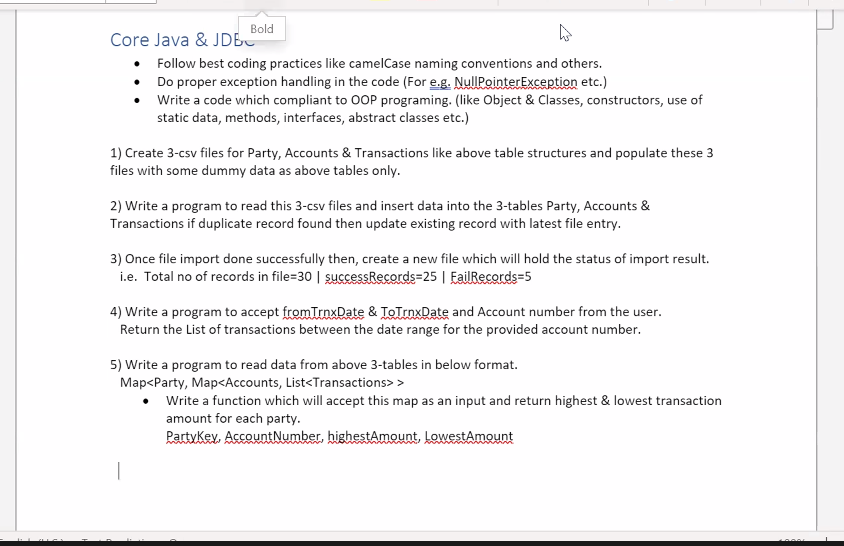 Bold
Core Java & JDBC
• Follow best coding practices like camelCase naming conventions and others.
• Do proper exception handling in the code (For e.g. NullPointerException etc.)
• Write a code which compliant to OOP programing. (like Object & Classes, constructors, use of
static data, methods, interfaces, abstract classes etc.)
1) Create 3-csv files for Party, Accounts & Transactions like above table structures and populate these 3
files with some dummy data as above tables only.
2) Write a program to read this 3-csv files and insert data into the 3-tables Party, Accounts &
Transactions if duplicate record found then update existing record with latest file entry.
3) Once file import done successfully then, create a new file which will hold the status of import result.
i.e. Total no of records in file=30 | successRecords=25 | FailRecords=5
4) Write a program to accept fromTrnxDate & ToTrnxDate and Account number from the user.
Return the List of transactions between the date range for the provided account number.
5) Write a program to read data from above 3-tables in below format.
Map<Party, Map<Accounts, List<Transactions> >
• Write a function which will accept this map as an input and return highest & lowest transaction
amount for each party.
PartyKey, AccountNumber, highestAmount, LowestAmount